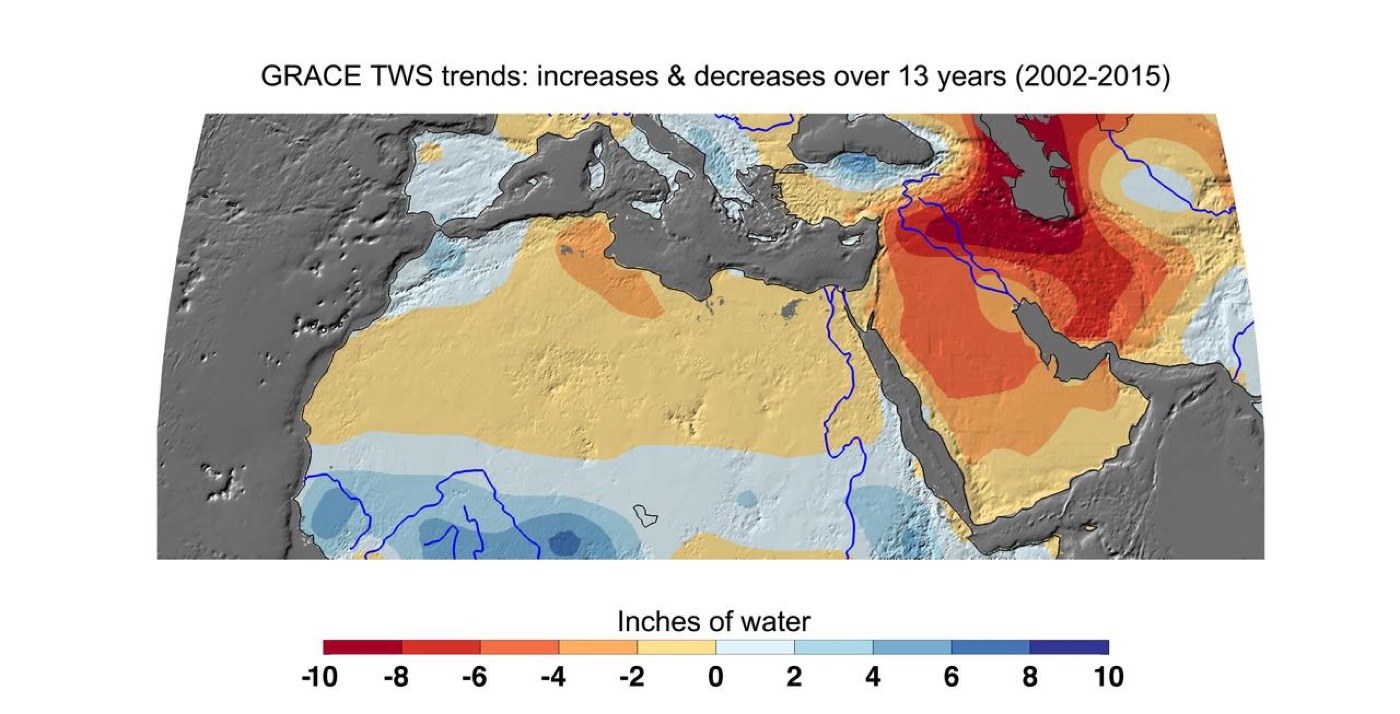 GRACE TWS trends: increases & decreases over 13 years (2002-2015)
Inches of water
-10 -8 -6 -4 -2 0 2 4 6 8 10